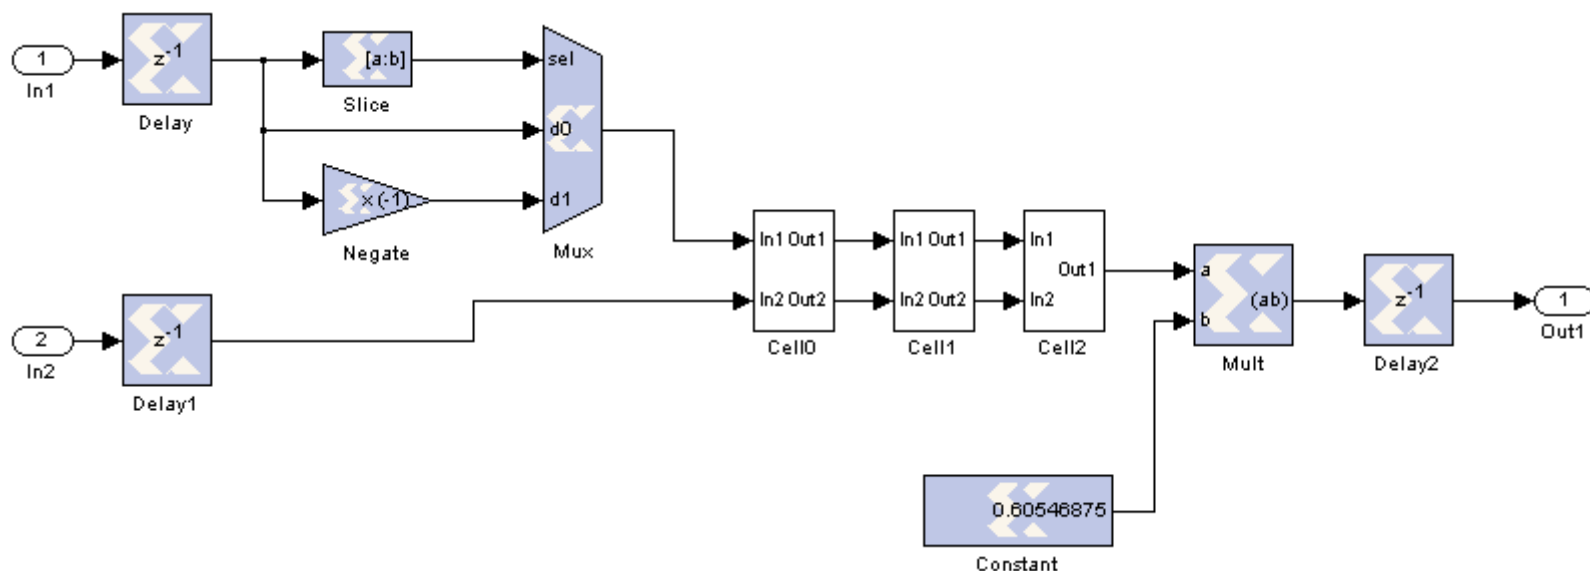 1
In1
z-1
Delay
[a:b]
Slice
x (-1)
Negate
sel
d0
d1
Mux
2
In2
z-1
Delay1
In1 Out1
In2 Out2
Cell0
In1 Out1
In2 Out2
Cell1
In1
Out1
In2
Cell2
a
(ab)
b
Mult
z-1
Delay2
1
Out1
0.60546875
Constant